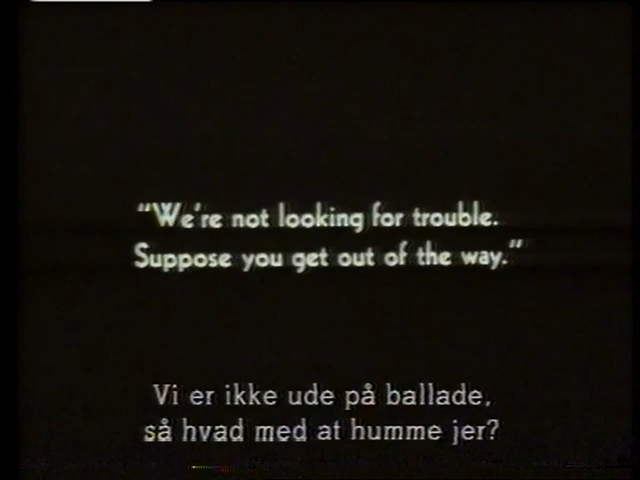 “We're not looking for trouble.
Suppose you get out of the way.”
Vi er ikke ude på ballade,
så hvad med at humme jer?